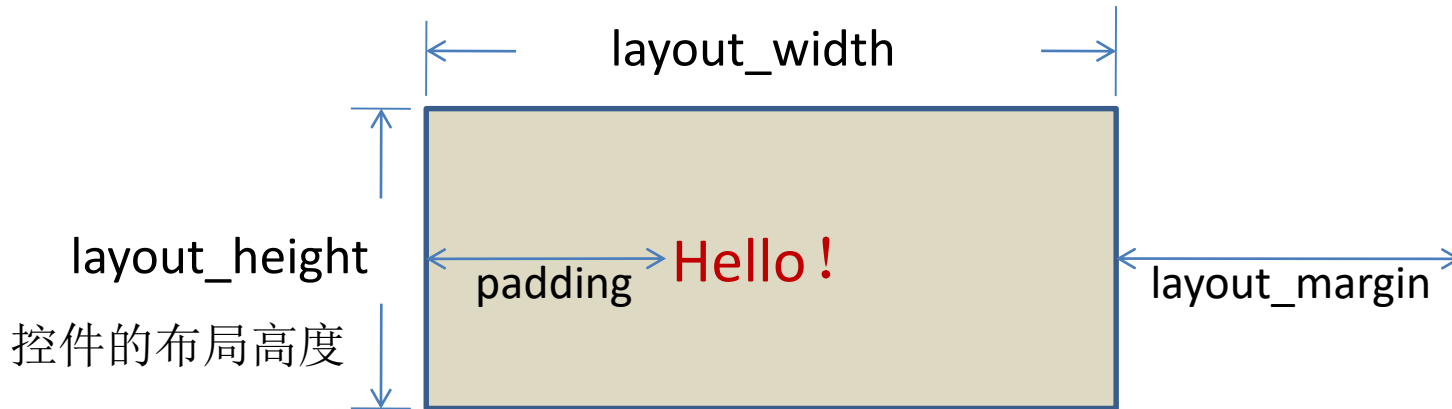 layout_width
layout_height
padding
Hello！
layout_margin
控件的布局高度